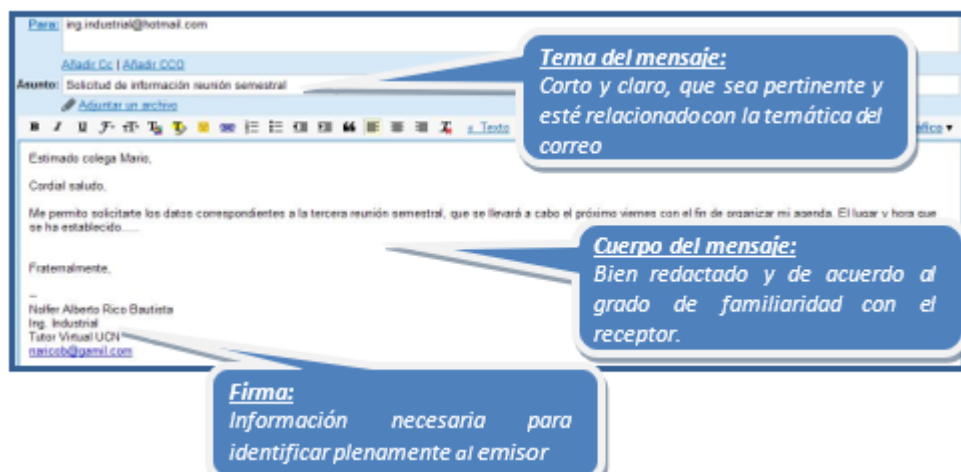 Para: ing.industrial@hotmail.com
Añadir Cc | Añadir CCO
Asunto: Solicitud de información reunión semestral
Adjuntar un archivo
Tema del mensaje:
Corto y claro, que sea pertinente y
esté relacionado con la temática del
correo
B I U
« Texto
Estimado colega Mario,
Cordial saludo,
Me permito solicitarte los datos correspondientes a la tercera reunión semestral, que se llevará a cabo el próximo viernes con el fin de organizar mi agenda. El lugar y hora que
se ha establecido.....
Cuerpo del mensaje:
Bien redactado y de acuerdo al
grado de familiaridad con el
receptor.
Fraternalmente,
--
Nolfer Alberto Rico Bautista
Ing. Industrial
Tutor Virtual UCN
naricob@gamil.com
Firma:
Información necesaria para
identificar plenamente al emisor